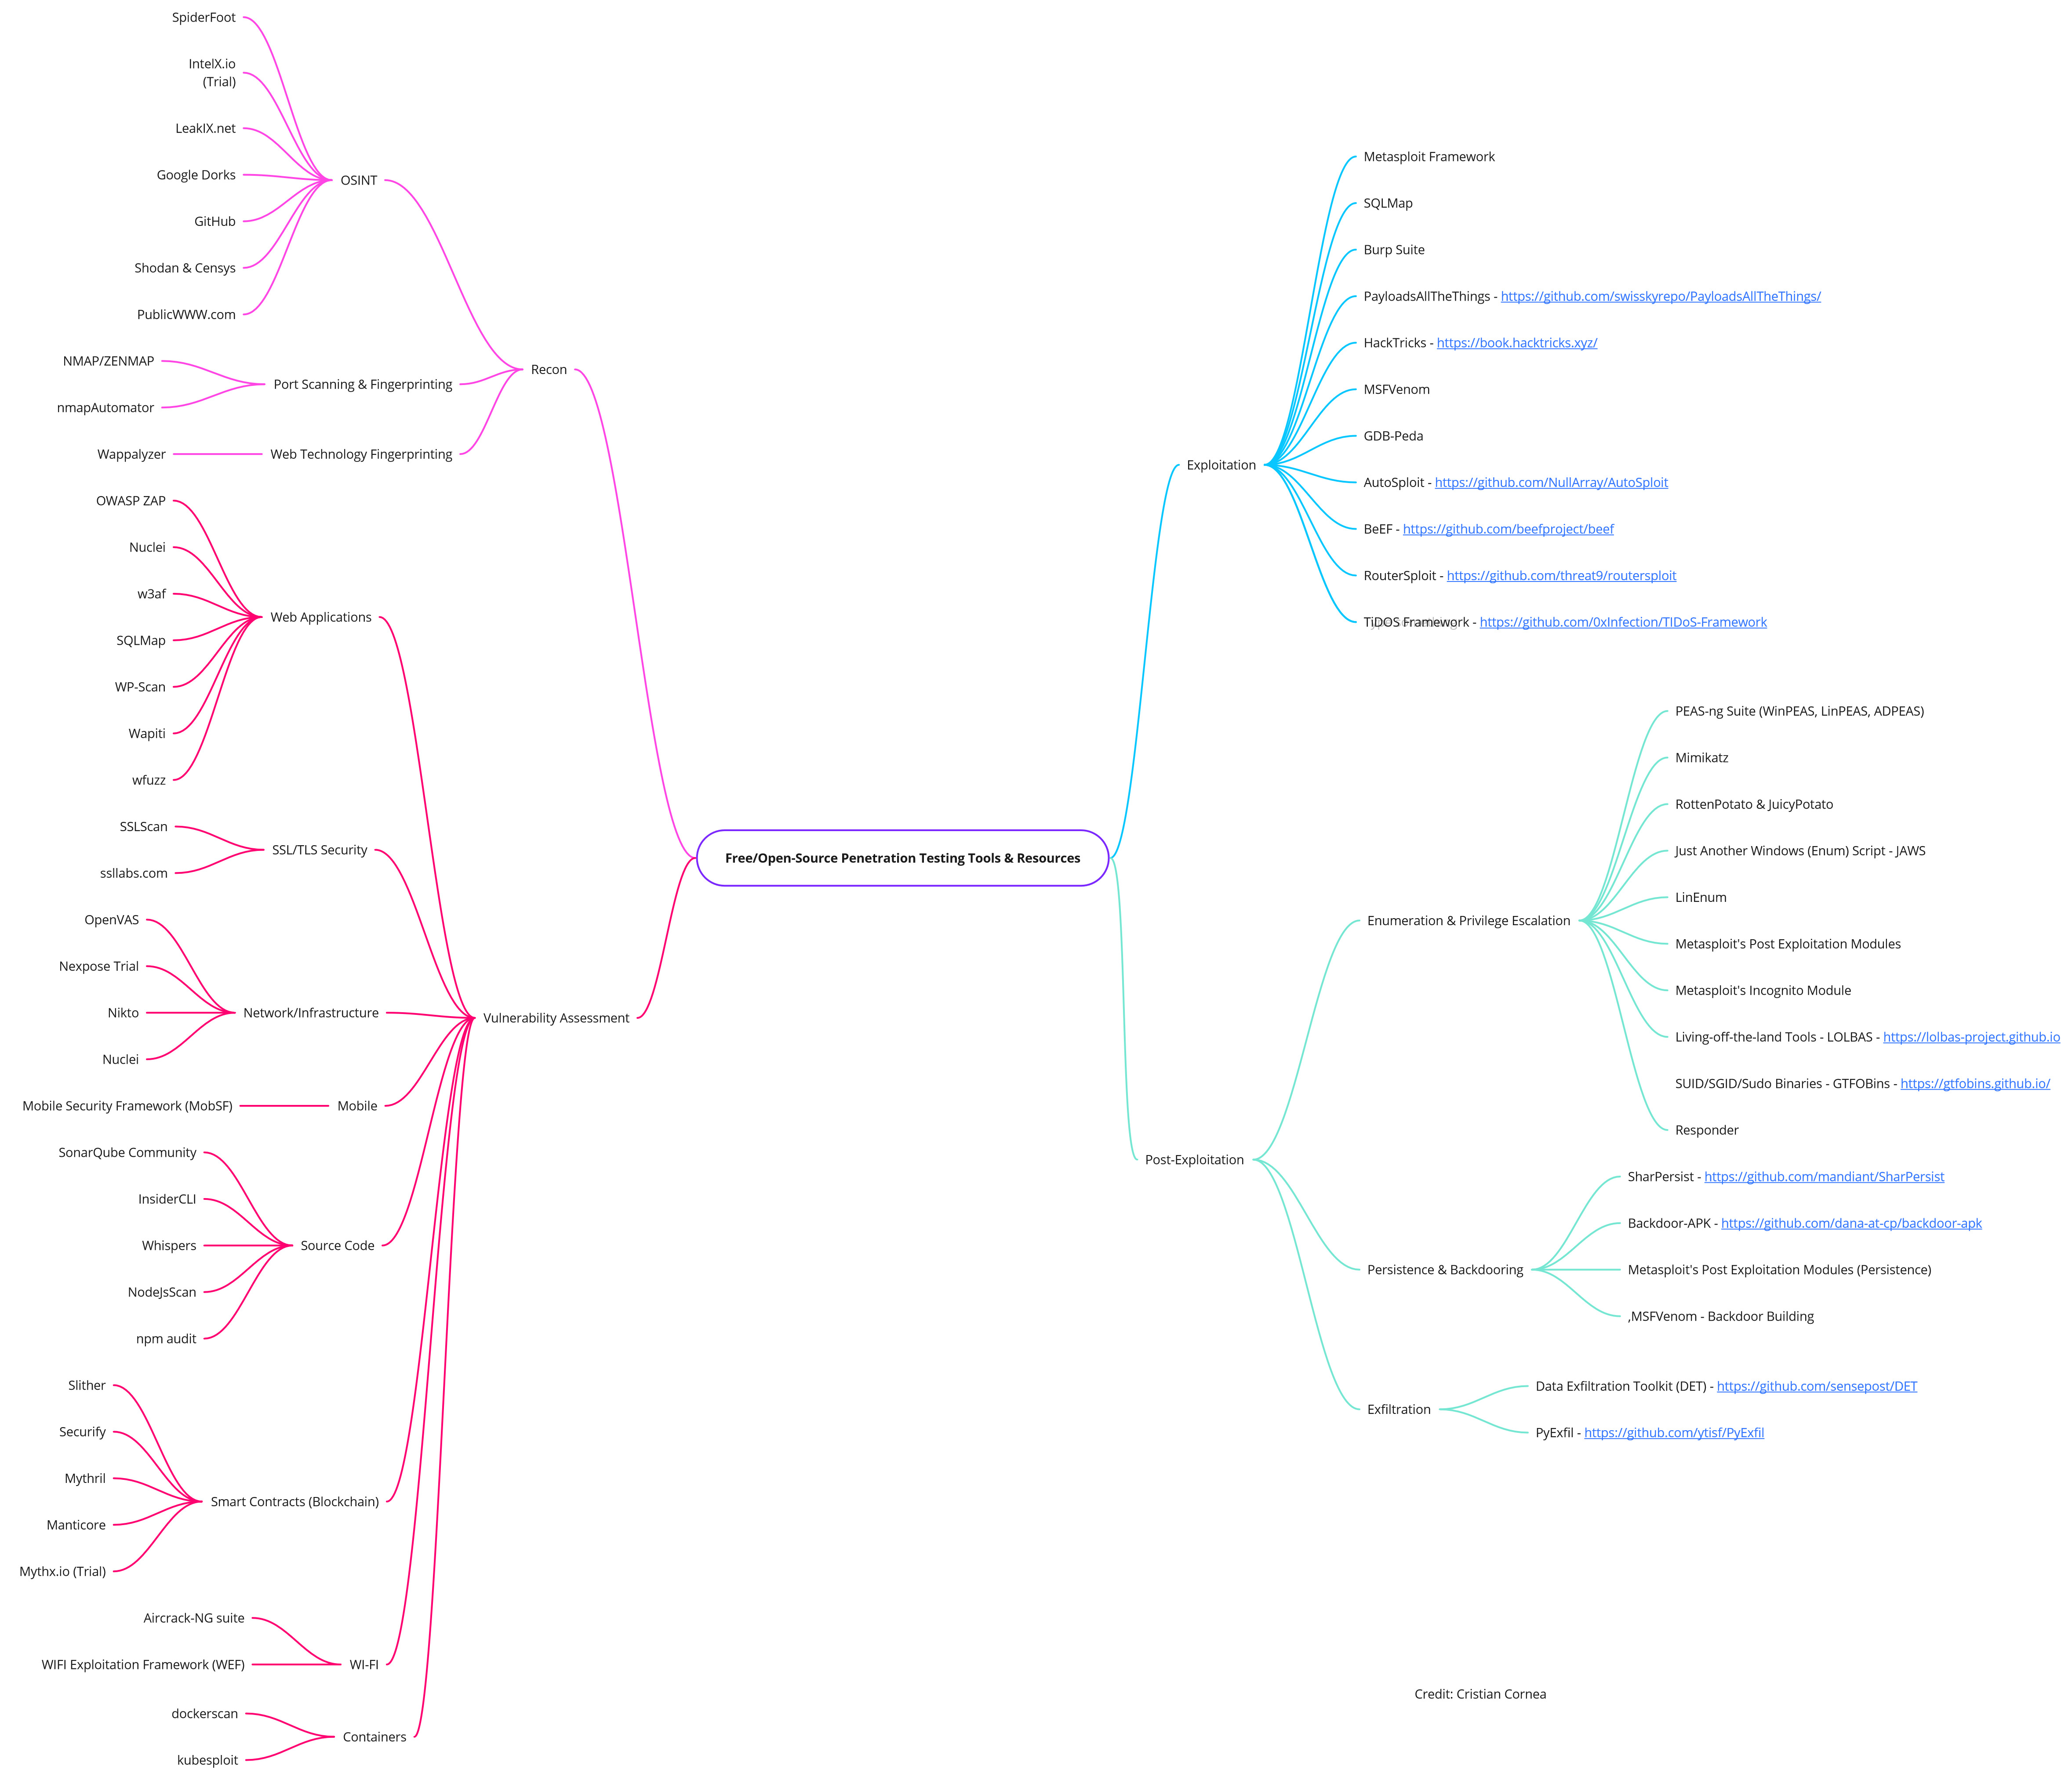 SpiderFoot
IntelX.io
(Trial)
LeakIX.net
Google Dorks
GitHub
Shodan & Censys
PublicWWW.com
OSINT
NMAP/ZENMAP
nmapAutomator
Port Scanning & Fingerprinting
Wappalyzer
Web Technology Fingerprinting
Recon
OWASP ZAP
Nuclei
w3af
SQLMap
WP-Scan
Wapiti
wfuzz
Web Applications
SSLScan
ssllabs.com
SSL/TLS Security
OpenVAS
Nexpose Trial
Nikto
Nuclei
Network/Infrastructure
Mobile Security Framework (MobSF)
Mobile
SonarQube Community
InsiderCLI
Whispers
NodeJsScan
npm audit
Source Code
Slither
Securify
Mythril
Manticore
Mythx.io (Trial)
Smart Contracts (Blockchain)
Aircrack-NG suite
WIFI Exploitation Framework (WEF)
WI-FI
dockerscan
kubesploit
Containers
Vulnerability Assessment
Free/Open-Source Penetration Testing Tools & Resources
Exploitation
Metasploit Framework
SQLMap
Burp Suite
PayloadsAllTheThings - https://github.com/swisskyrepo/PayloadsAllTheThings/
HackTricks - https://book.hacktricks.xyz/
MSFVenom
GDB-Peda
AutoSploit - https://github.com/NullArray/AutoSploit
BeEF - https://github.com/beefproject/beef
RouterSploit - https://github.com/threat9/routersploit
TiDOS Framework - https://github.com/0xInfection/TIDoS-Framework
Post-Exploitation
Enumeration & Privilege Escalation
PEAS-ng Suite (WinPEAS, LinPEAS, ADPEAS)
Mimikatz
RottenPotato & JuicyPotato
Just Another Windows (Enum) Script - JAWS
LinEnum
Metasploit's Post Exploitation Modules
Metasploit's Incognito Module
Living-off-the-land Tools - LOLBAS - https://lolbas-project.github.io
SUID/SGID/Sudo Binaries - GTFOBins - https://gtfobins.github.io/
Responder
Persistence & Backdooring
SharPersist - https://github.com/mandiant/SharPersist
Backdoor-APK - https://github.com/dana-at-cp/backdoor-apk
Metasploit's Post Exploitation Modules (Persistence)
,MSFVenom - Backdoor Building
Exfiltration
Data Exfiltration Toolkit (DET) - https://github.com/sensepost/DET
PyExfil - https://github.com/ytisf/PyExfil
Credit: Cristian Cornea